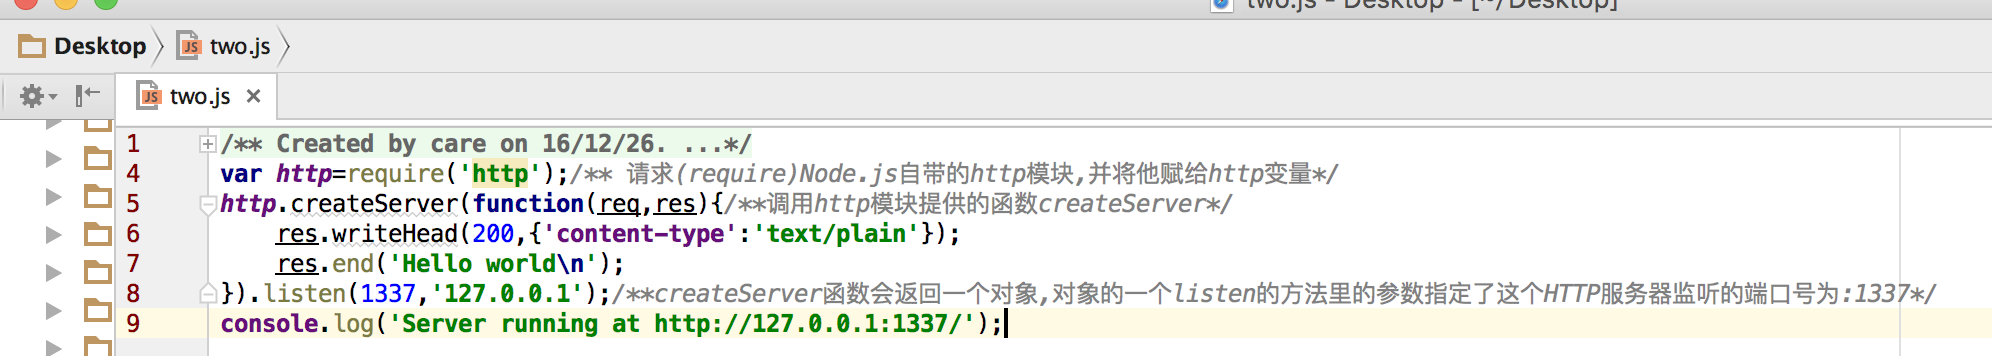 two.js - Desktop - [~/Desktop]
Desktop
JS two.js
JS two.js ×
1 /** Created by care on 16/12/26. ...*/
4 var http=require('http');/** 请求(require)Node.js自带的http模块,并将他赋给http变量*/
5 http.createServer(function(req,res){/**调用http模块提供的函数createServer*/
6 res.writeHead(200,{'content-type':'text/plain'});
7 res.end('Hello world\n');
8 }).listen(1337,'127.0.0.1');/**createServer函数会返回一个对象,对象的一个listen的方法里的参数指定了这个HTTP服务器监听的端口号为:1337*/
9 console.log('Server running at http://127.0.0.1:1337/');